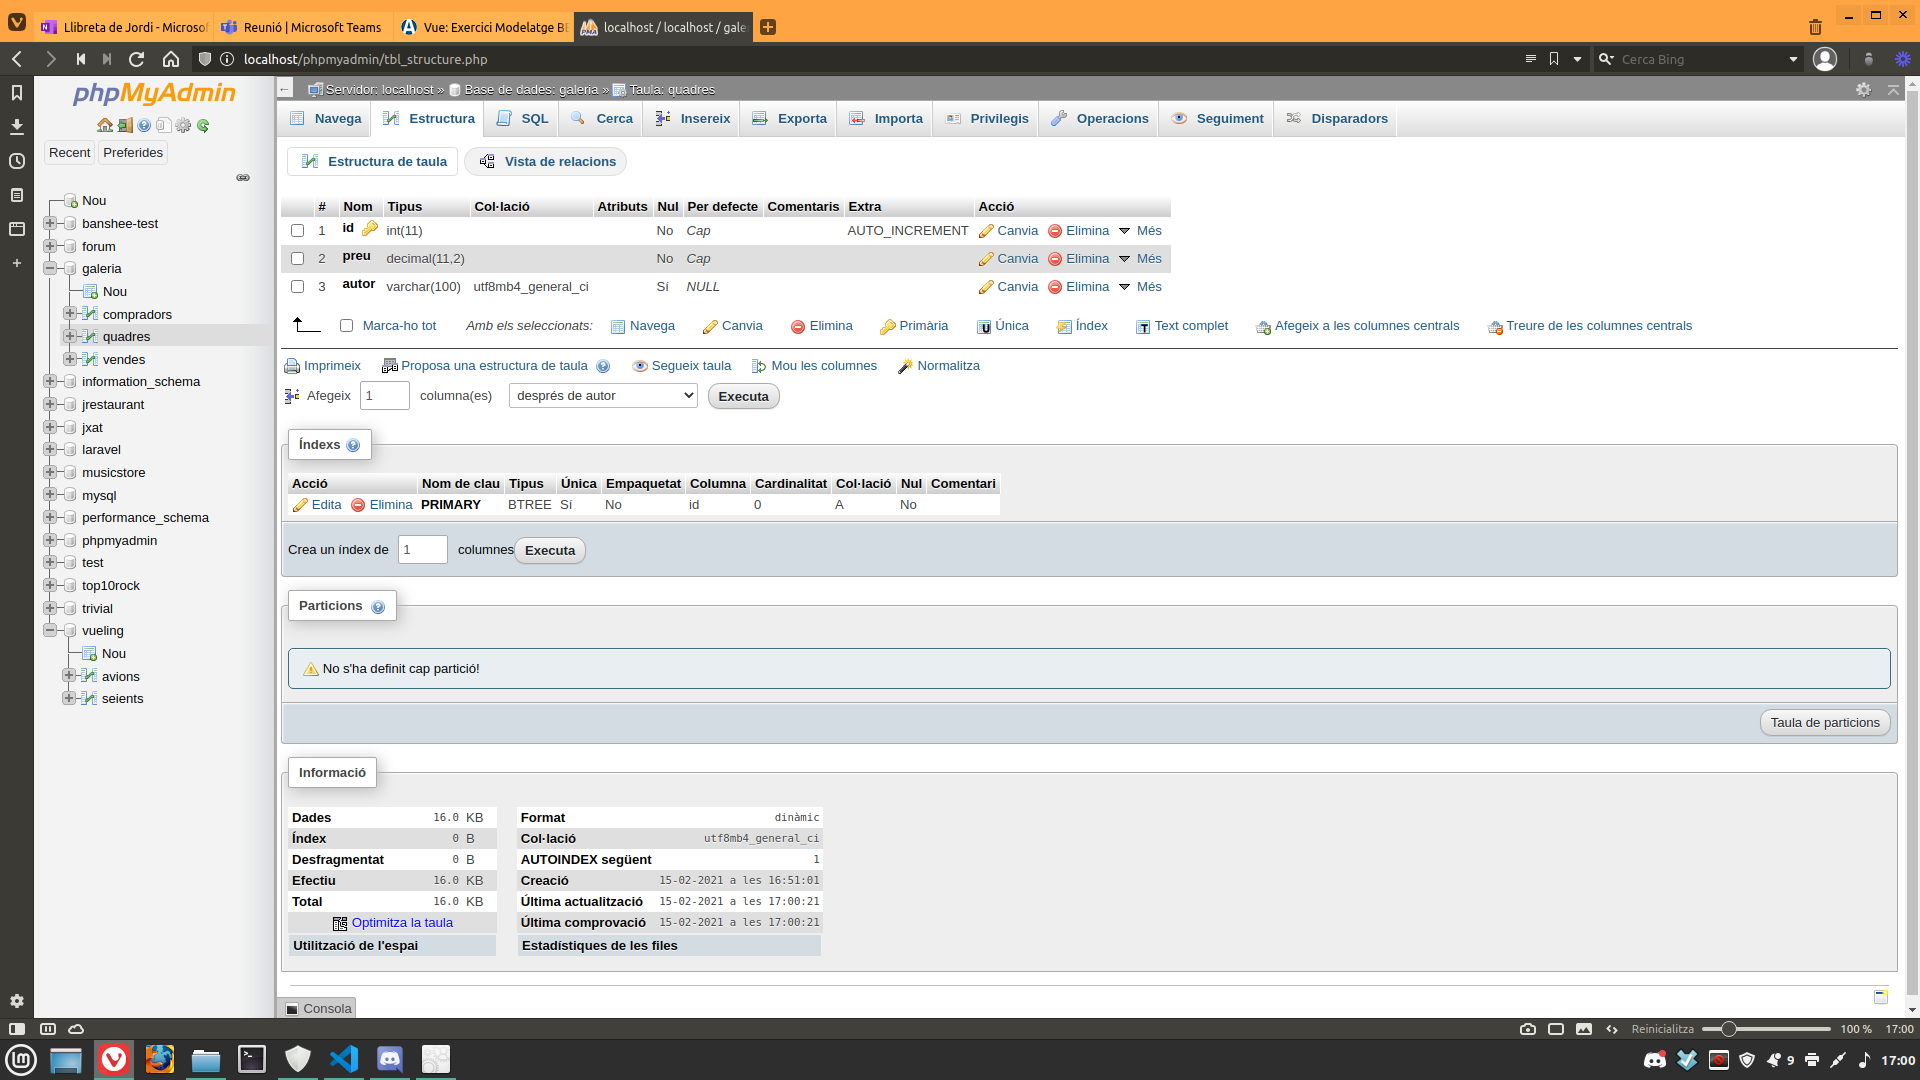 Llibreta de Jordi - Microsof
Reunió | Microsoft Teams
Vue: Exercici Modelatge BE
localhost / localhost / gale
localhost/phpmyadmin/tbl_structure.php
Cerca Bing
phpMyAdmin
Recent
Preferides
Nou
banshee-test
forum
galeria
Nou
compradors
quadres
vendes
information_schema
jrestaurant
jxat
laravel
musicstore
mysql
performance_schema
phpmyadmin
test
top10rock
trivial
vueling
Nou
avions
seients
Servidor: localhost » Base de dades: galeria » Taula: quadres
Navega Estructura SQL Cerca Insereix Exporta Importa Privilegis Operacions Seguiment Disparadors
Estructura de taula Vista de relacions
# Nom Tipus Col·lació Atributs Nul Per defecte Comentaris Extra Acció
1 id int(11) No Cap AUTO_INCREMENT Canvia Elimina Més
2 preu decimal(11,2) No Cap Canvia Elimina Més
3 autor varchar(100) utf8mb4_general_ci Sí NULL Canvia Elimina Més
Marca-ho tot Amb els seleccionats: Navega Canvia Elimina Primària Única Índex Text complet Afegeix a les columnes centrals Treure de les columnes centrals
Imprimeix Proposa una estructura de taula Segueix taula Mou les columnes Normalitza
Afegeix 1 columna(es) després de autor Executa
Índexs
Acció Nom de clau Tipus Única Empaquetat Columna Cardinalitat Col·lació Nul Comentari
Edita Elimina PRIMARY BTREE Sí No id 0 A No
Crea un índex de 1 columnes Executa
Particions
No s'ha definit cap partició!
Taula de particions
Informació
Dades 16.0 KB
Índex 0 B
Desfragmentat 0 B
Efectiu 16.0 KB
Total 16.0 KB
Optimitza la taula
Utilització de l'espai
Format dinàmic
Col·lació utf8mb4_general_ci
AUTOINDEX següent 1
Creació 15-02-2021 a les 16:51:01
Última actualització 15-02-2021 a les 17:00:21
Última comprovació 15-02-2021 a les 17:00:21
Estadístiques de les files
Consola
Reinicialitza 100 % 17:00
9 17:00